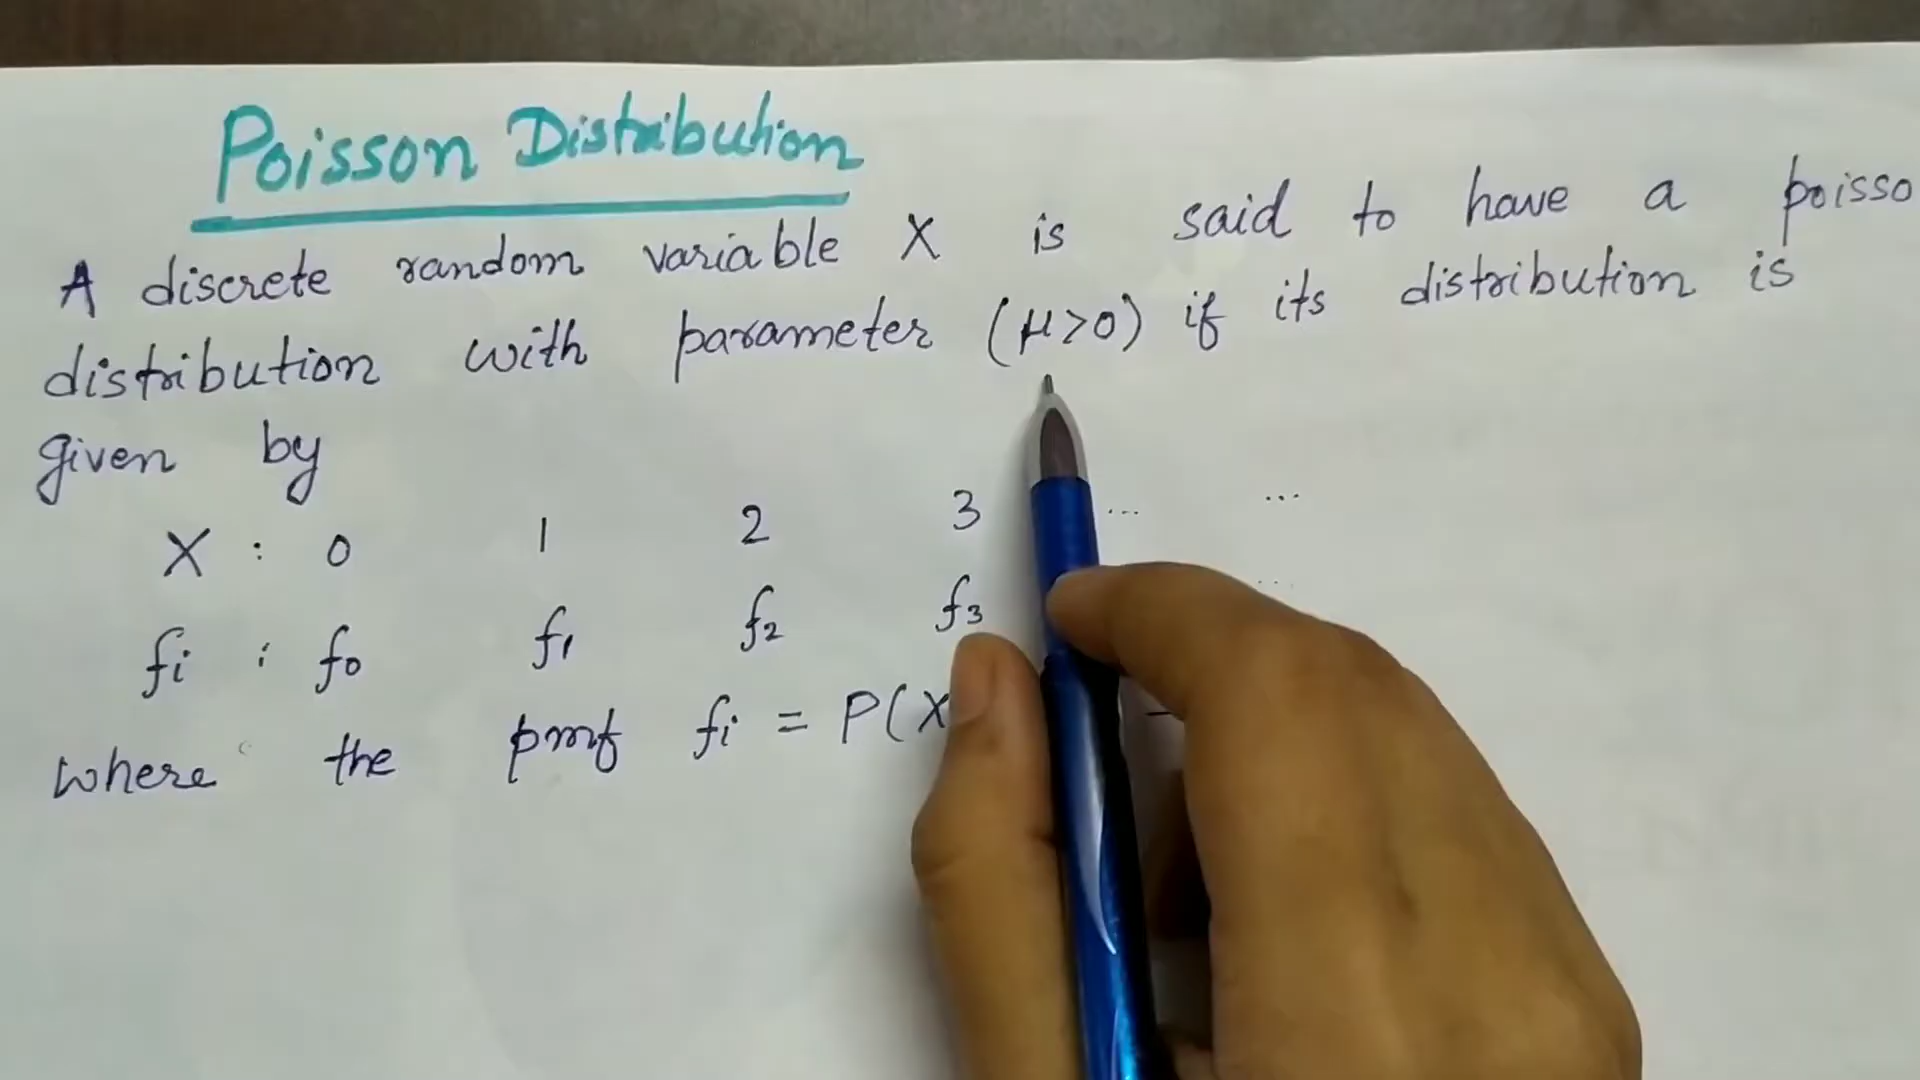 Poisson Distribution
A discrete random variable X is said to have a poisso
distribution with parameter (μ>0) if its distribution is
given by
X : 0 1 2 3 ... ...
fi : f0 f1 f2 f3 ...
where the pmf fi = P(X